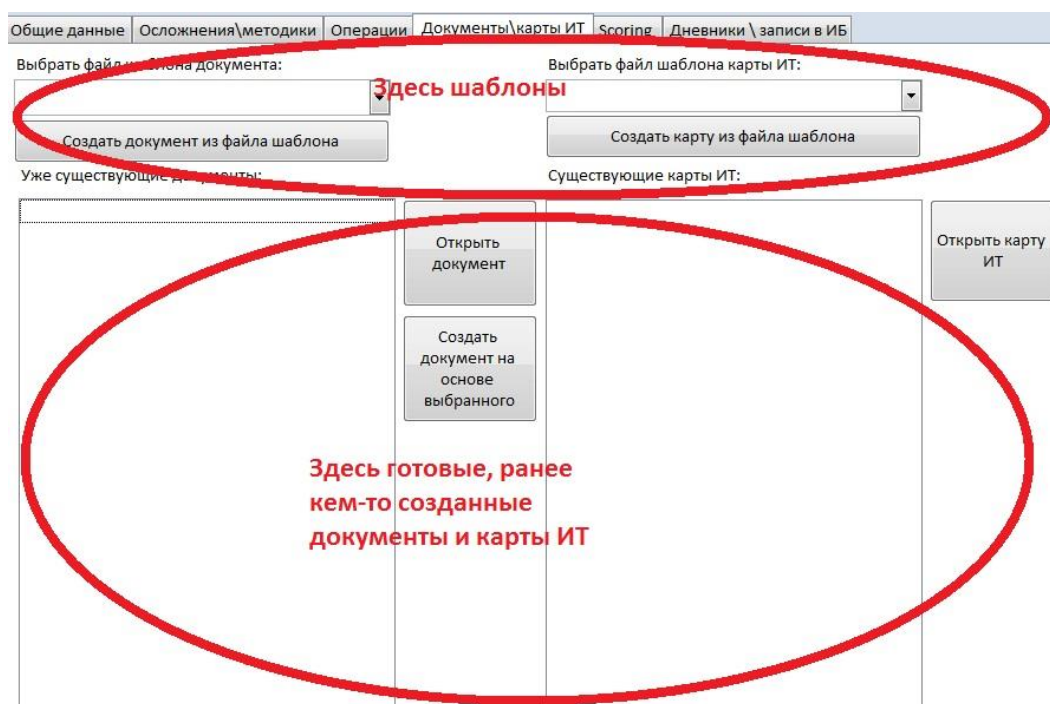 Общие данные Осложнения\методики Операции Документы\карты ИТ Scoring Дневники \ записи в ИБ
Выбрать файл шаблона документа: Выбрать файл шаблона карты ИТ:
Здесь шаблоны
Создать документ из файла шаблона Создать карту из файла шаблона
Уже существующие документы: Существующие карты ИТ:
Открыть
документ
Открыть карту
ИТ
Создать
документ на
основе
выбранного
Здесь готовые, ранее
кем-то созданные
документы и карты ИТ